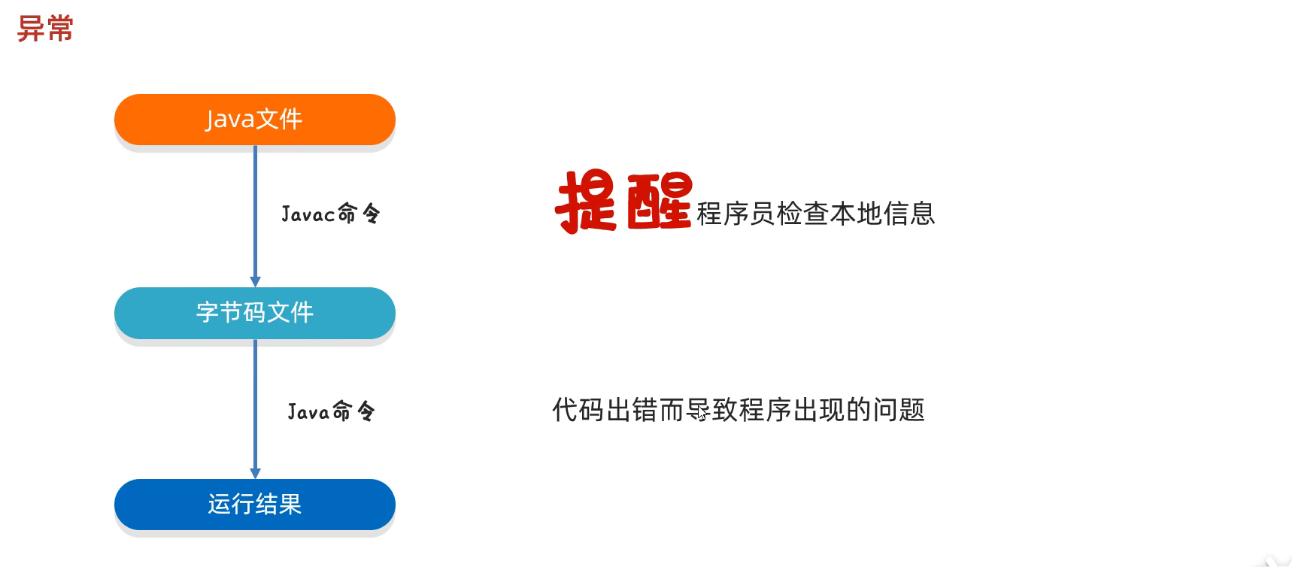 异常
Java文件
Javac命令
提醒程序员检查本地信息
字节码文件
Java命令
代码出错而导致程序出现的问题
运行结果